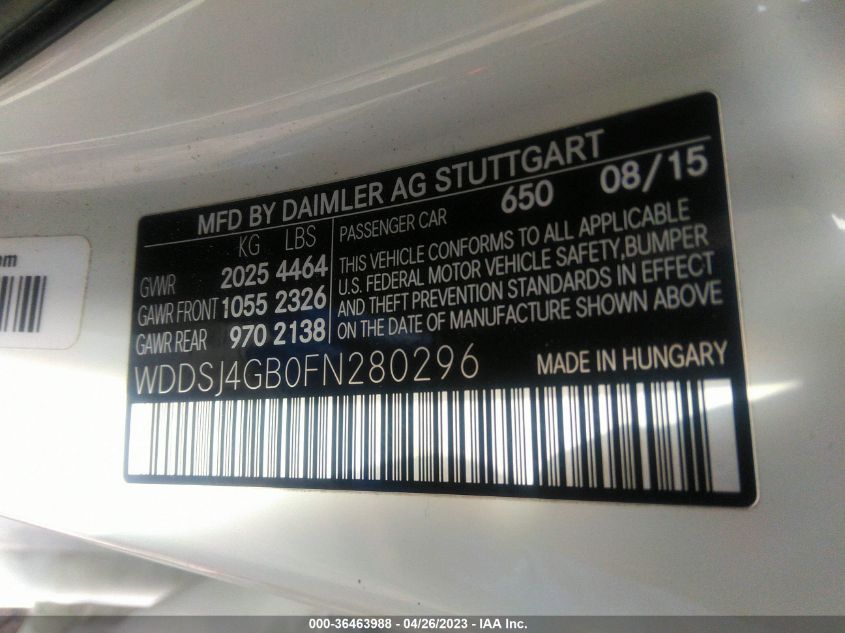 MFD BY DAIMLER AG STUTTGART
KG LBS
GVWR 2025 4464
GAWR FRONT 1055 2326
GAWR REAR 970 2138
PASSENGER CAR 650 08/15
THIS VEHICLE CONFORMS TO ALL APPLICABLE
U.S. FEDERAL MOTOR VEHICLE SAFETY, BUMPER
AND THEFT PREVENTION STANDARDS IN EFFECT
ON THE DATE OF MANUFACTURE SHOWN ABOVE
WDDSJ4GB0FN280296 MADE IN HUNGARY
000-36463988 04/26/2023 - IAA Inc.